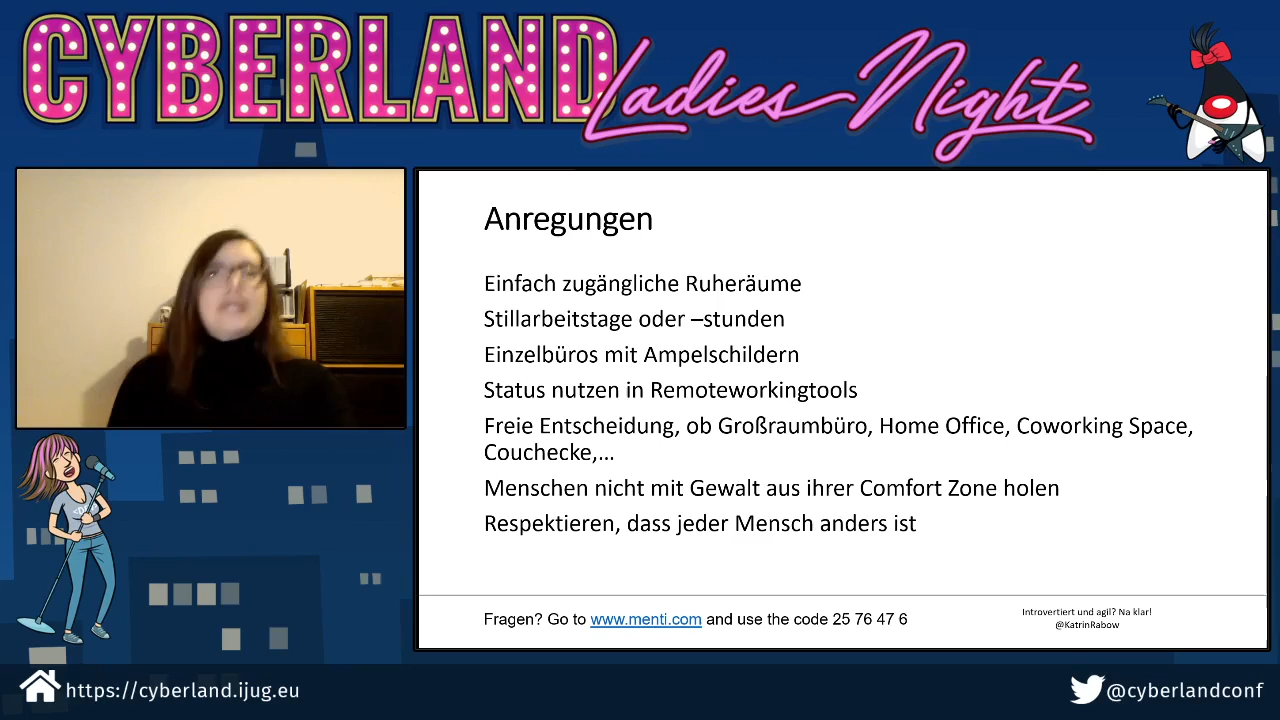 CYBERLAND Ladies Night
Anregungen
Einfach zugängliche Ruheräume
Stillarbeitstage oder –stunden
Einzelbüros mit Ampelschildern
Status nutzen in Remoteworkingtools
Freie Entscheidung, ob Großraumbüro, Home Office, Coworking Space,
Couchecke,...
Menschen nicht mit Gewalt aus ihrer Comfort Zone holen
Respektieren, dass jeder Mensch anders ist
Fragen? Go to www.menti.com and use the code 25 76 47 6
Introvertiert und agil? Na klar!
@KatrinRabow
https://cyberland.ijug.eu
@cyberlandconf